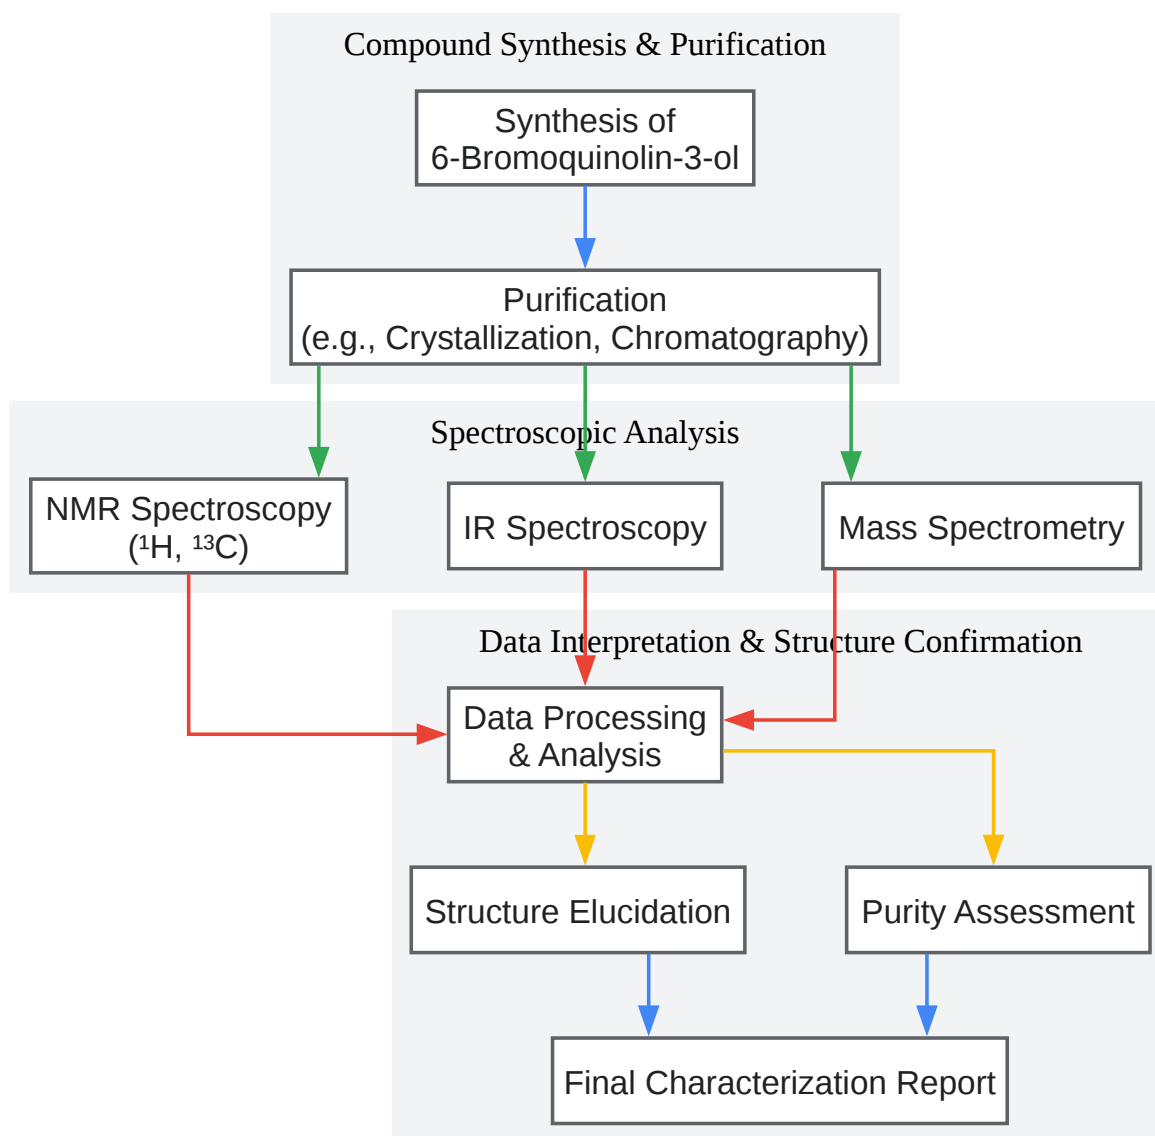 Compound Synthesis & Purification
Synthesis of
6-Bromoquinolin-3-ol
Purification
(e.g., Crystallization, Chromatography)
Spectroscopic Analysis
NMR Spectroscopy
(¹H, ¹³C)
IR Spectroscopy
Mass Spectrometry
Data Interpretation & Structure Confirmation
Data Processing
& Analysis
Structure Elucidation
Purity Assessment
Final Characterization Report